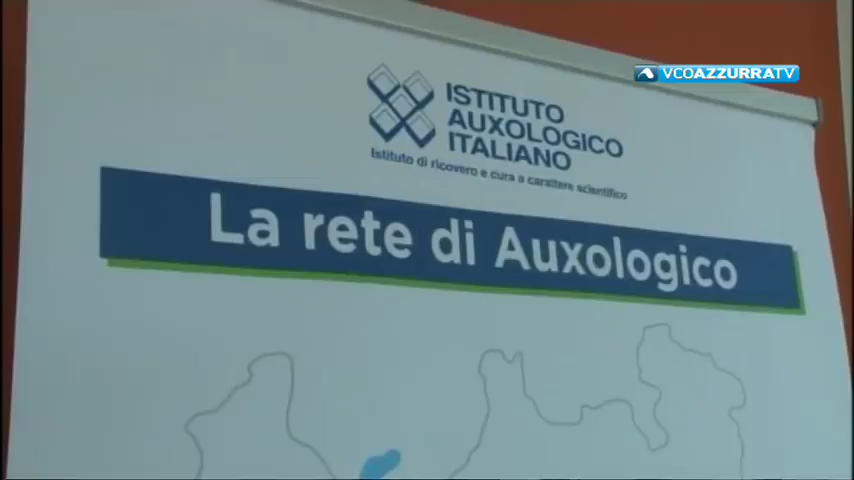 VCOAZZURRATV
ISTITUTO
AUXOLOGICO
ITALIANO
Istituto di ricovero e cura a carattere scientifico
La rete di Auxologico